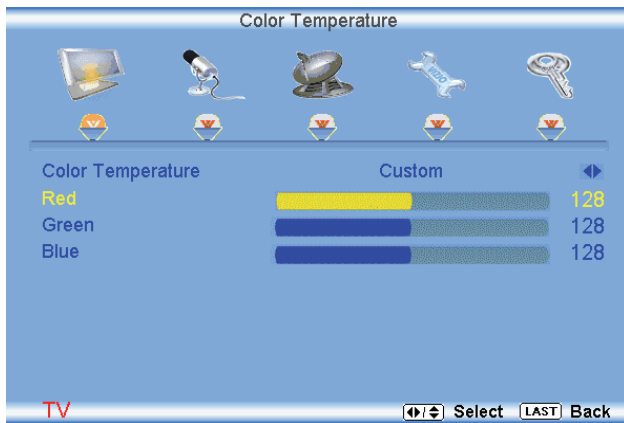 Color Temperature
Color Temperature Custom
Red 128
Green 128
Blue 128
TV Select LAST Back